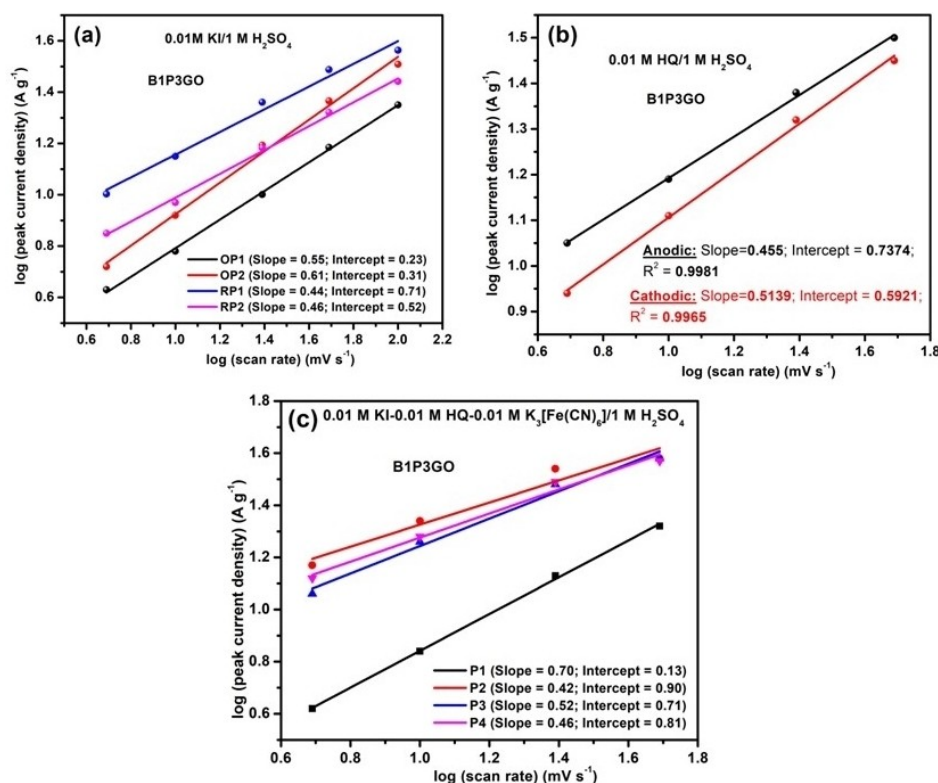 (a)
0.01M KI/1 M H₂SO₄
B1P3GO
log (peak current density) (A g⁻¹)
1.6
1.4
1.2
1.0
0.8
0.6
OP1 (Slope = 0.55; Intercept = 0.23)
OP2 (Slope = 0.61; Intercept = 0.31)
RP1 (Slope = 0.44; Intercept = 0.71)
RP2 (Slope = 0.46; Intercept = 0.52)
0.6 0.8 1.0 1.2 1.4 1.6 1.8 2.0 2.2
log (scan rate) (mV s⁻¹)
(b)
0.01 M HQ/1 M H₂SO₄
B1P3GO
log (peak current density) (A g⁻¹)
1.5
1.4
1.3
1.2
1.1
1.0
0.9
Anodic: Slope=0.455; Intercept = 0.7374;
R² = 0.9981
Cathodic: Slope=0.5139; Intercept = 0.5921;
R² = 0.9965
0.6 0.8 1.0 1.2 1.4 1.6 1.8
log (scan rate) (mV s⁻¹)
(c) 0.01 M KI-0.01 M HQ-0.01 M K₃[Fe(CN)₆]/1 M H₂SO₄
B1P3GO
log (peak current density) (A g⁻¹)
1.8
1.6
1.4
1.2
1.0
0.8
0.6
P1 (Slope = 0.70; Intercept = 0.13)
P2 (Slope = 0.42; Intercept = 0.90)
P3 (Slope = 0.52; Intercept = 0.71)
P4 (Slope = 0.46; Intercept = 0.81)
0.6 0.8 1.0 1.2 1.4 1.6 1.8
log (scan rate) (mV s⁻¹)